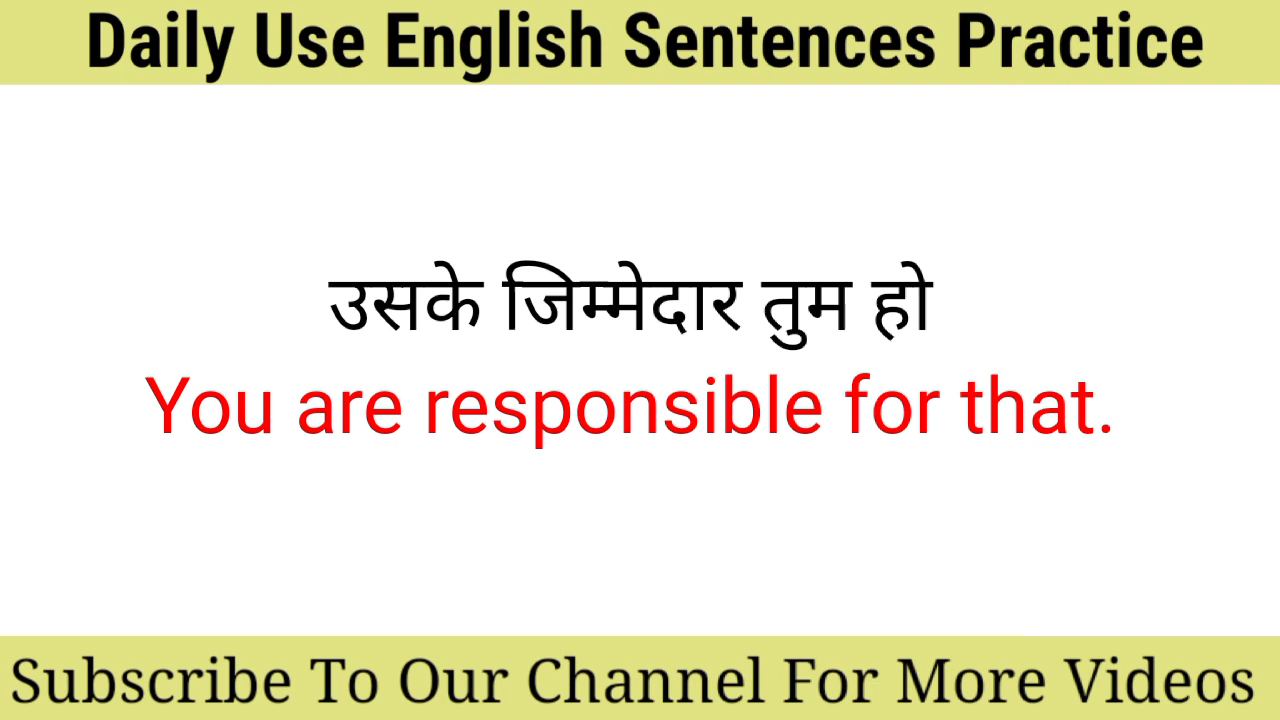 Daily Use English Sentences Practice
उसके जिम्मेदार तुम हो
You are responsible for that.
Subscribe To Our Channel For More Videos